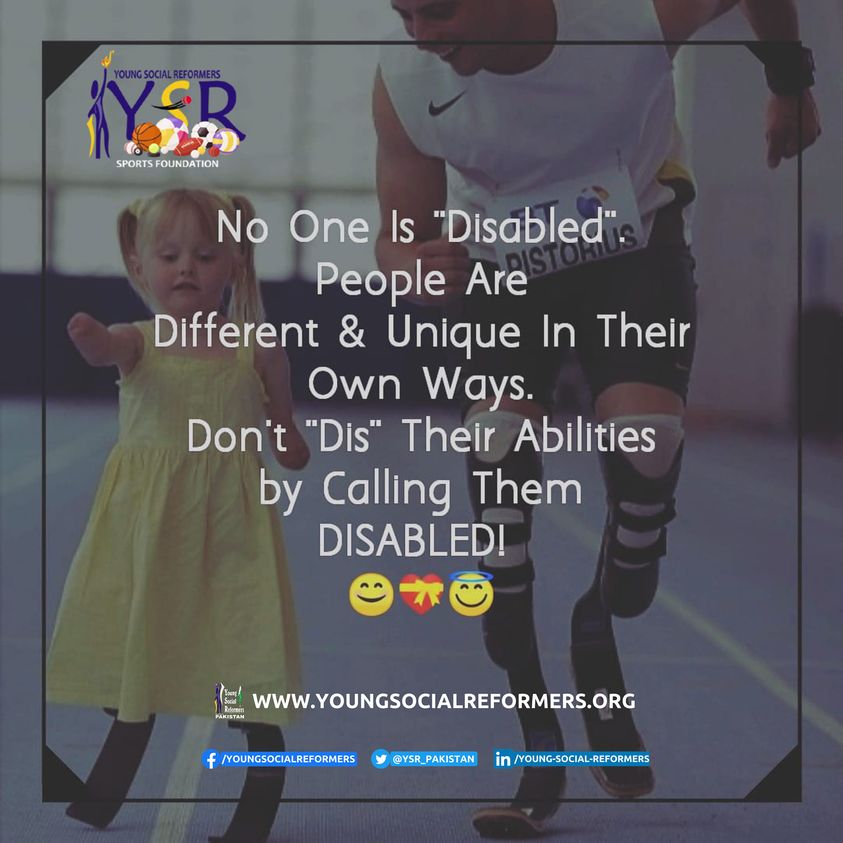 YOUNG SOCIAL REFORMERS
YSR
SPORTS FOUNDATION
No One Is "Disabled".
People Are
Different & Unique In Their
Own Ways.
Don't "Dis" Their Abilities
by Calling Them
DISABLED!
😊💝😇
PISTORIUS
Young
Social
Reformers
PAKISTAN
WWW.YOUNGSOCIALREFORMERS.ORG
f /YOUNGSOCIALREFORMERS
@YSR_PAKISTAN
in /YOUNG-SOCIAL-REFORMERS